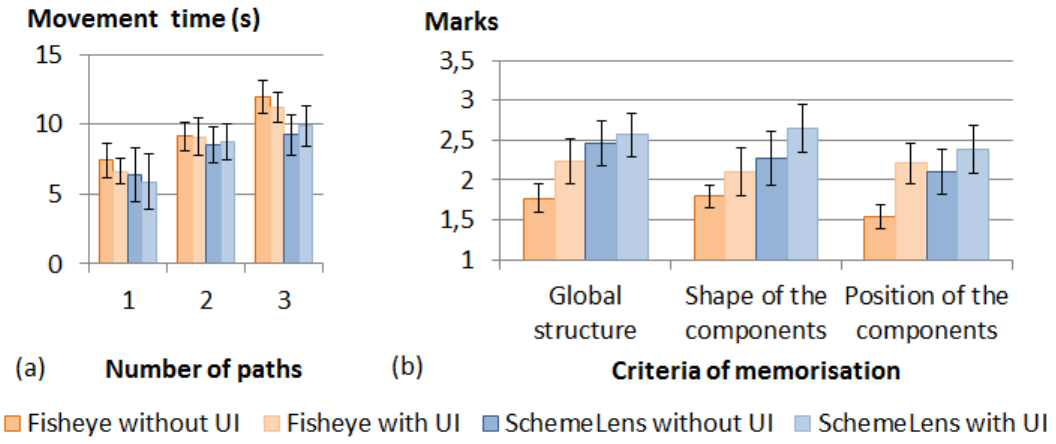 Movement time (s)
15
10
5
0
1 2 3
(a) Number of paths
Marks
3,5
3
2,5
2
1,5
1
Global structure
Shape of the components
Position of the components
(b) Criteria of memorisation
Fisheye without UI Fisheye with UI SchemeLens without UI SchemeLens with UI